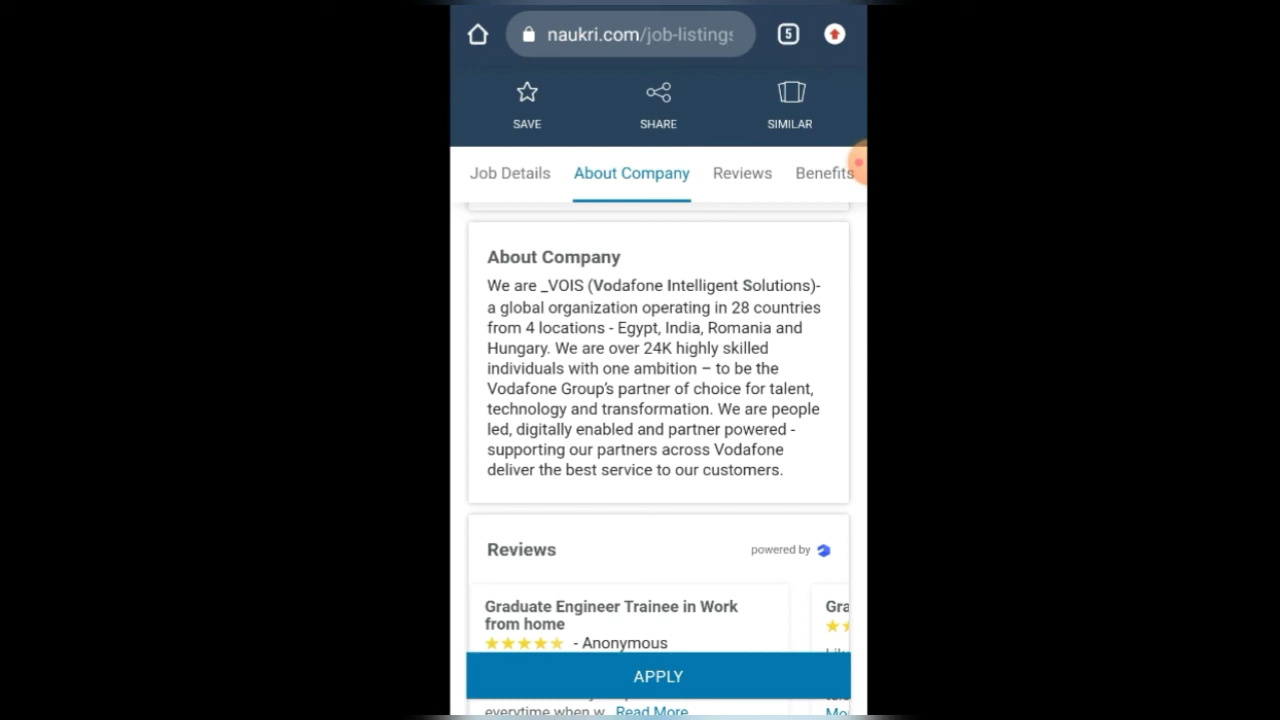 naukri.com/job-listings
5
SAVE SHARE SIMILAR
Job Details About Company Reviews Benefits
About Company
We are _VOIS (Vodafone Intelligent Solutions)-
a global organization operating in 28 countries
from 4 locations - Egypt, India, Romania and
Hungary. We are over 24K highly skilled
individuals with one ambition – to be the
Vodafone Group's partner of choice for talent,
technology and transformation. We are people
led, digitally enabled and partner powered -
supporting our partners across Vodafone
deliver the best service to our customers.
Reviews powered by
Graduate Engineer Trainee in Work Gra
from home
- Anonymous
APPLY
everytime when w.. Read More